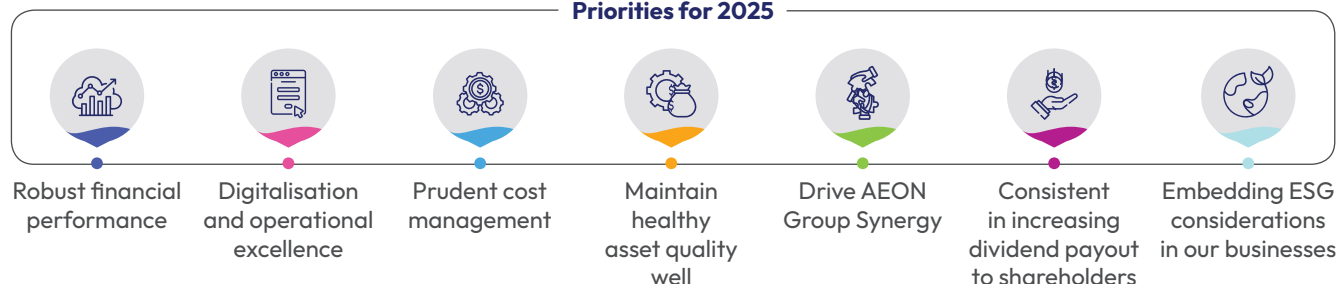 Priorities for 2025
Robust financial
performance
Digitalisation
and operational
excellence
Prudent cost
management
Maintain
healthy
asset quality
well
Drive AEON
Group Synergy
Consistent
in increasing
dividend payout
to shareholders
Embedding ESG
considerations
in our businesses